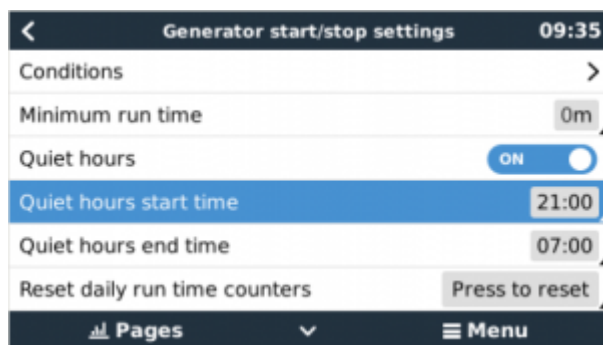 Generator start/stop settings 09:35
Conditions
Minimum run time 0m
Quiet hours ON
Quiet hours start time 21:00
Quiet hours end time 07:00
Reset daily run time counters Press to reset
Pages Menu